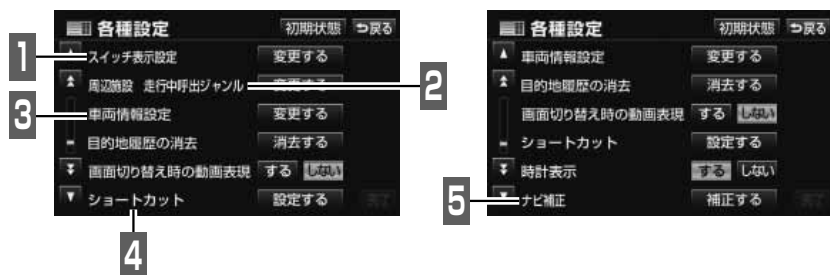 各種設定 初期状態 戻る
1 スイッチ表示設定 変更する
周辺施設 走行中呼出ジャンル 変更する 2
3 車両情報設定 変更する
目的地履歴の消去 消去する
画面切り替え時の動画表現 する しない
ショートカット 設定する 完了
4
各種設定 初期状態 戻る
車両情報設定 変更する
目的地履歴の消去 消去する
画面切り替え時の動画表現 する しない
ショートカット 設定する
時計表示 する しない
5 ナビ補正 補正する 完了